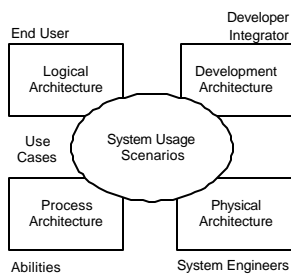 Developer
End User
Integrator
Logical
Architecture
Development
Architecture
Use
Cases
System Usage
Scenarios
Process
Architecture
Physical
Architecture
Abilities
System Engineers